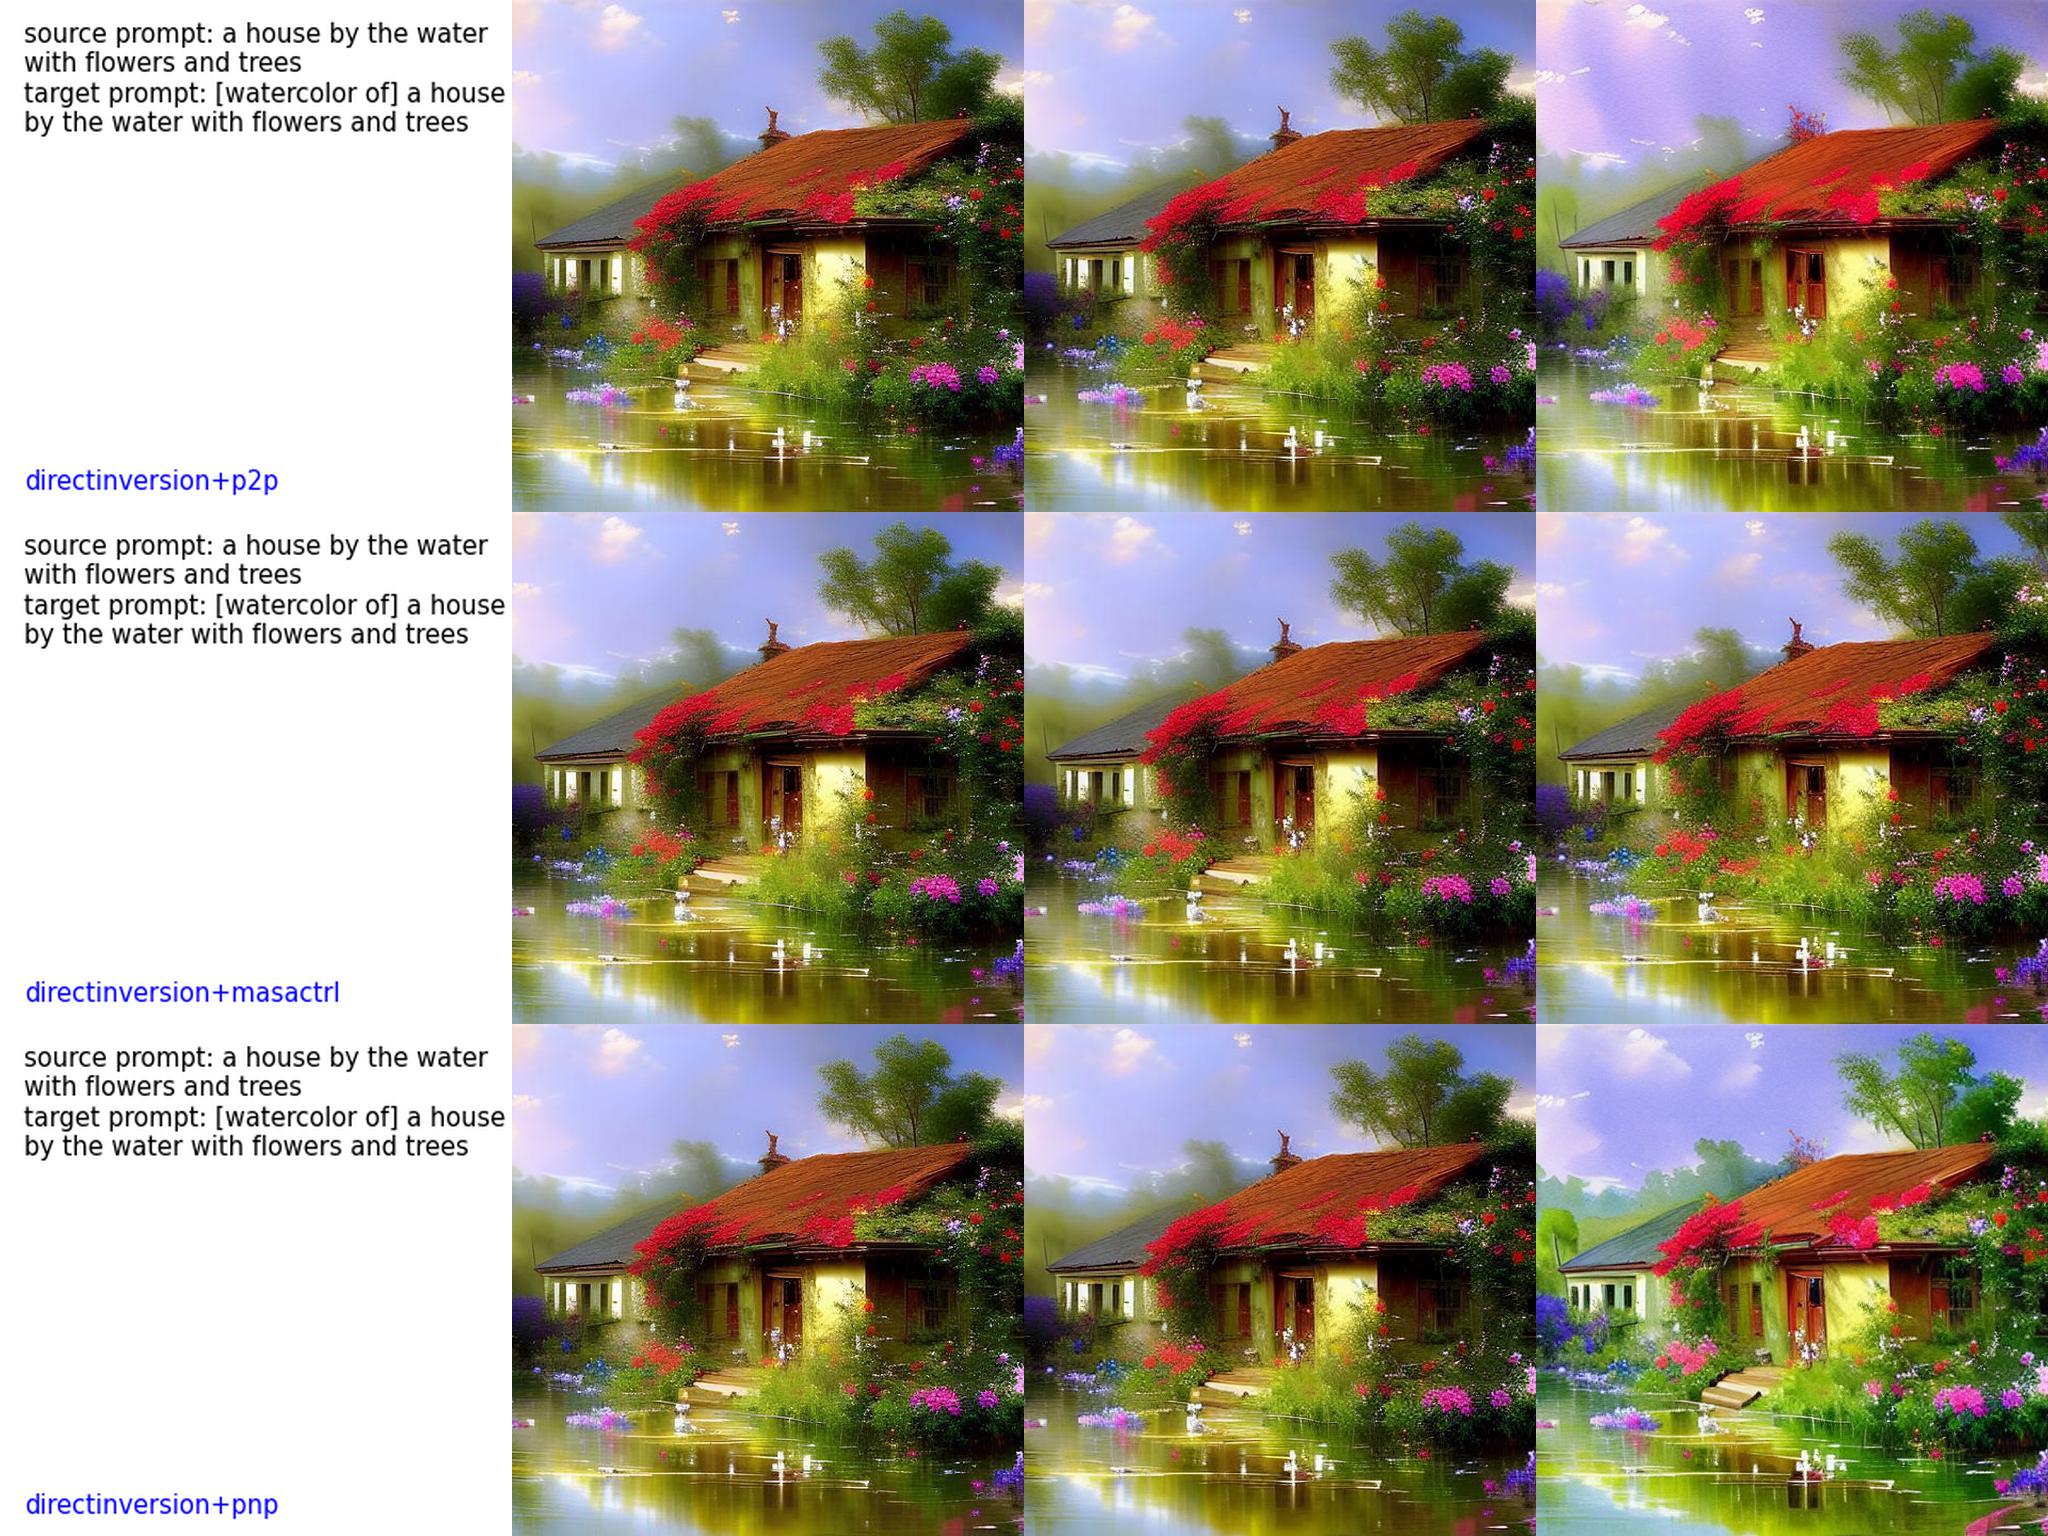 source prompt: a house by the water
with flowers and trees
target prompt: [watercolor of] a house
by the water with flowers and trees
directinversion+p2p
source prompt: a house by the water
with flowers and trees
target prompt: [watercolor of] a house
by the water with flowers and trees
directinversion+masactrl
source prompt: a house by the water
with flowers and trees
target prompt: [watercolor of] a house
by the water with flowers and trees
directinversion+pnp